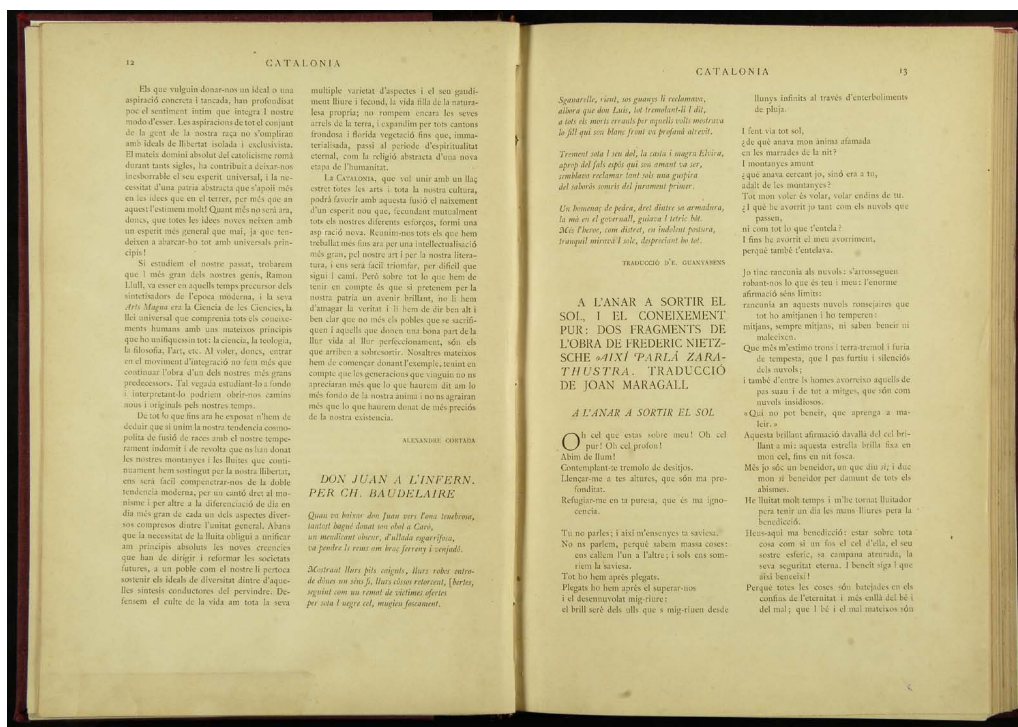 12
CATALONIA
Els que vulguin donar-nos un ideal o una
aspiració concreta i tancada, han profondisat
poc el sentiment intim que integra l nostre
modo d'esser. Les aspiracions de tot el conjunt
de la gent de la nostra raça no s'ompliran
amb ideals de llibertat isolada i exclusivista.
El mateix domini absolut del catolicisme romà
durant tants sigles, ha contribuit a deixar-nos
inesborrable el seu esperit universal, i la ne-
cessitat d'una patria abstracta que s'apoii més
en les idees que en el terrer, per més que an
aquest l'estimem molt! Quant més no serà ara,
doncs, que totes les idees noves neixen amb
un esperit més general que mai, ja que ten-
deixen a abarcar-ho tot amb universals prin-
cipis!
Si estudiem el nostre passat, trobarem
que l més gran dels nostres genis, Ramon
Llull, va esser en aquells temps precursor dels
sintetisadors de l'epoca moderna, i la seva
Arts Magna era la Ciencia de les Ciencies, la
llei universal que comprenia tots els coneixe-
ments humans amb uns mateixos principis
que ho unifiquessin tot: la ciencia, la teologia,
la filosofia, l'art, etc. Al voler, doncs, entrar
en el moviment d'integració no fem més que
continuar l'obra d'un dels nostres més grans
predecessors. Tal vegada estudiant-lo a fondo
i interpretant-lo podriem obrir-nos camins
nous i originals pels nostres temps.
De tot lo que fins ara he exposat n'hem de
deduir que si unim la nostra tendencia cosmo-
polita de fusió de races amb el nostre tempe-
rament indomit i de revolta que ns han donat
les nostres montanyes i les lluites que conti-
nuament hem sostingut per la nostra llibertat,
ens serà facil compenetrar-nos de la doble
tendencia moderna, per un cantó dret al mo-
nisme i per altre a la diferenciació de dia en
dia més gran de cada un dels aspectes diver-
sos compresos dintre l'unitat general. Abans
que la necessitat de la lluita obligui a unificar
am principis absoluts les noves creencies
que han de dirigir i reformar les societats
futures, a un poble com el nostre li pertoca
sostenir els ideals de diversitat dintre d'aque-
lles sintesis conductores del pervindre. De-
fensem el culte de la vida am tota la seva
multiple varietat d'aspectes i el seu gaudi-
ment lliure i fecond, la vida filla de la natura-
lesa propria; no rompem encara les seves
arrels de la terra, i expandim per tots cantons
frondosa i florida vegetació fins que, imma-
terialisada, passi al periode d'espiritualitat
eternal, com la religió abstracta d'una nova
etapa de l'humanitat.
La CATALONIA, que vol unir amb un llaç
estret totes les arts i tota la nostra cultura,
podrà favorir amb aquesta fusió el naixement
d'un esperit nou que, fecundant mutualment
tots els nostres diferents esforços, formi una
aspiració nova. Reunim-nos tots els que hem
treballat més fins ara per una intellectualisació
més gran, pel nostre art i per la nostra litera-
tura, i ens serà facil triomfar, per dificil que
sigui l camí. Però sobre tot lo que hem de
tenir en compte és que si pretenem per la
nostra patria un avenir brillant, no li hem
d'amagar la veritat i li hem de dir ben alt i
ben clar que no més els pobles que se sacrifi-
quen i aquells que donen una bona part de la
llur vida al llur perfeccionament, són els
que arriben a sobresortir. Nosaltres mateixos
hem de començar donant l'exemple, tenint en
compte que les generacions que vinguin no ns
apreciaran més que lo que haurem dit am lo
més fondo de la nostra anima i no ns agrairan
més que lo que haurem donat de més preciós
de la nostra existencia.
ALEXANDRE CORTADA
DON JUAN A L'INFERN,
PER CH. BAUDELAIRE
Quan va baixar don Juan vers l'ona tenebrosa,
tantost hagué donat son obol a Caró,
un mendicant obscur, d'ullada esgarrifosa,
va pendre ls rems am braç ferreny i venjadó.
Mostrant llurs pits caiguts, llurs robes entro-
de dònes un sens fi, llurs còssos retorcent, [bertes,
seguint com un remat de victimes ofertes
per sota l negre cel, mugien foscament.
CATALONIA
13
Sganarelle, rient, sos guanys li reclamava,
allora que don Luis, tot tremolant-li l dit,
a tots els morts errants per aquells volts mostrava
lo fill qui son blanc front va profanà atrevit.
Trement sota l seu dol, la casta i magra Elvira,
aprop del fals espòs qui son amant va ser,
semblava reclamar tant sols una guspira
del saborós somris del jurament primer.
Un homenaç de pedra, dret dintre sa armadura,
la mà en el governall, guiava l tètric bòt.
Més l'heroe, com distret, en indolent postura,
tranquil mirava l solc, despreciant ho tot.
TRADUCCIÓ D'E. GUANYABENS
A L'ANAR A SORTIR EL
SOL, I EL CONEIXEMENT
PUR: DOS FRAGMENTS DE
L'OBRA DE FREDERIC NIETZ-
SCHE «AIXÍ PARLÀ ZARA-
THUSTRA». TRADUCCIÓ
DE JOAN MARAGALL
A L'ANAR A SORTIR EL SOL
Oh cel que estas sobre meu! Oh cel
pur! Oh cel profon!
Abim de llum!
Contemplant-te tremolo de desitjos.
Llençar-me a tes altures, que són ma pro-
fonditat.
Refugiar-me en ta puresa, que és ma igno-
cencia.
Tu no parles; i aixi m'ensenyes ta saviesa.
No ns parlem, perquè sabem massa coses:
ens callem l'un a l'altre; i sols ens som-
riem la saviesa.
Tot ho hem après plegats.
Plegats ho hem après el superar-nos
i el desennuvolat mig-riure:
el brill serè dels ulls que s mig-riuen desde
llunys infinits al través d'enterboliments
de pluja.
I fent via tot sol,
¿de què anava mon ànima afamada
en les marrades de la nit?
I montanyes amunt
¿què anava cercant jo, sinó era a tu,
adalt de les montanyes?
Tot mon voler és volar, volar endins de tu.
¿I què he avorrit jo tant com els nuvols que
passen,
ni com tot lo que t'entela?
I fins he avorrit el meu avorriment,
perquè també t'entelava.
Jo tinc rancunia als nuvols: s'arrosseguen
robant-nos lo que és teu i meu: l'enorme
afirmació sèns limits:
rancunia an aquests nuvols ronsejaires que
tot ho amitjanen i ho temperen:
mitjans, sempre mitjans, ni saben beneir ni
maleeixen.
Que més m'estimo trons i terra-tremol i furia
de tempesta, que l pas furtiu i silenciós
dels nuvols;
i també d'entre ls homes avorreixo aquells de
pas suan i de tot a mitges, que són com
nuvols insidiosos.
«Qui no pot beneir, que aprenga a ma-
leir.»
Aquesta brillant afirmació davallà del cel bri-
llant a mi: aquesta estrella brilla fixa en
mon cel, fins en nit fosca.
Més jo sóc un beneidor, un que diu si; i duc
mon si beneidor per damunt de tots els
abismes.
He lluitat molt temps i m'he tornat lluitador
pera tenir un dia les mans lliures pera la
benedicció.
Heus-aqui ma benedicció: estar sobre tota
cosa com si un fos el cel d'ella, el seu
sostre esferic, sa campana atzurada, la
seva seguritat eterna. I beneit siga l que
aixi beneixi!
Perquè totes les coses són batejades en els
confins de l'eternitat i més enllà del bé i
del mal; que l bé i el mal mateixos són